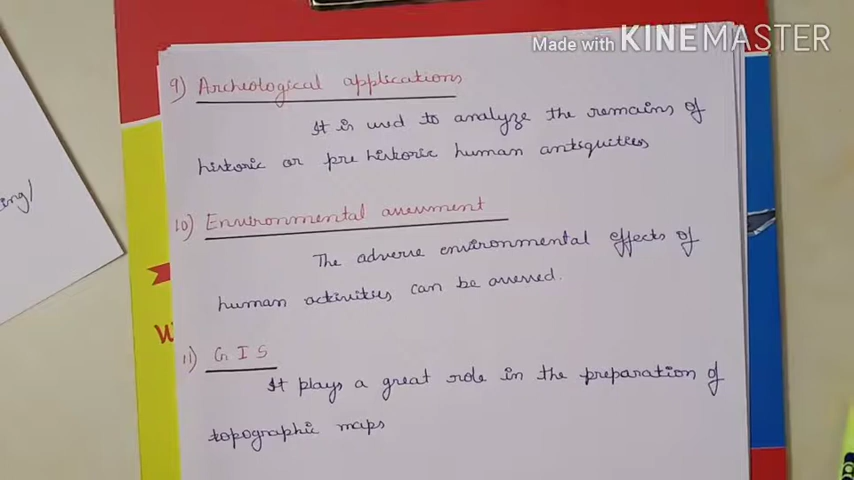 Made with KINEMASTER
9) Archeological applications
It is used to analyze the remains of
historic or pre historic human antiquities
10) Environmental assessment
The adverse environmental effects of
human activities can be assessed.
11) G I S
It plays a great role in the preparation of
topographic maps
ing/